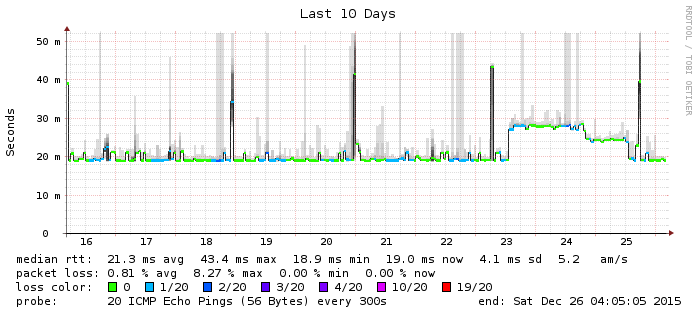 Last 10 Days
RRDTOOL / TOBI OETIKER
Seconds
50 m
40 m
30 m
20 m
10 m
0
16 17 18 19 20 21 22 23 24 25
median rtt: 21.3 ms avg 43.4 ms max 18.9 ms min 19.0 ms now 4.1 ms sd 5.2 am/s
packet loss: 0.81 % avg 8.27 % max 0.00 % min 0.00 % now
loss color: 0 1/20 2/20 3/20 4/20 10/20 19/20
probe: 20 ICMP Echo Pings (56 Bytes) every 300s end: Sat Dec 26 04:05:05 2015